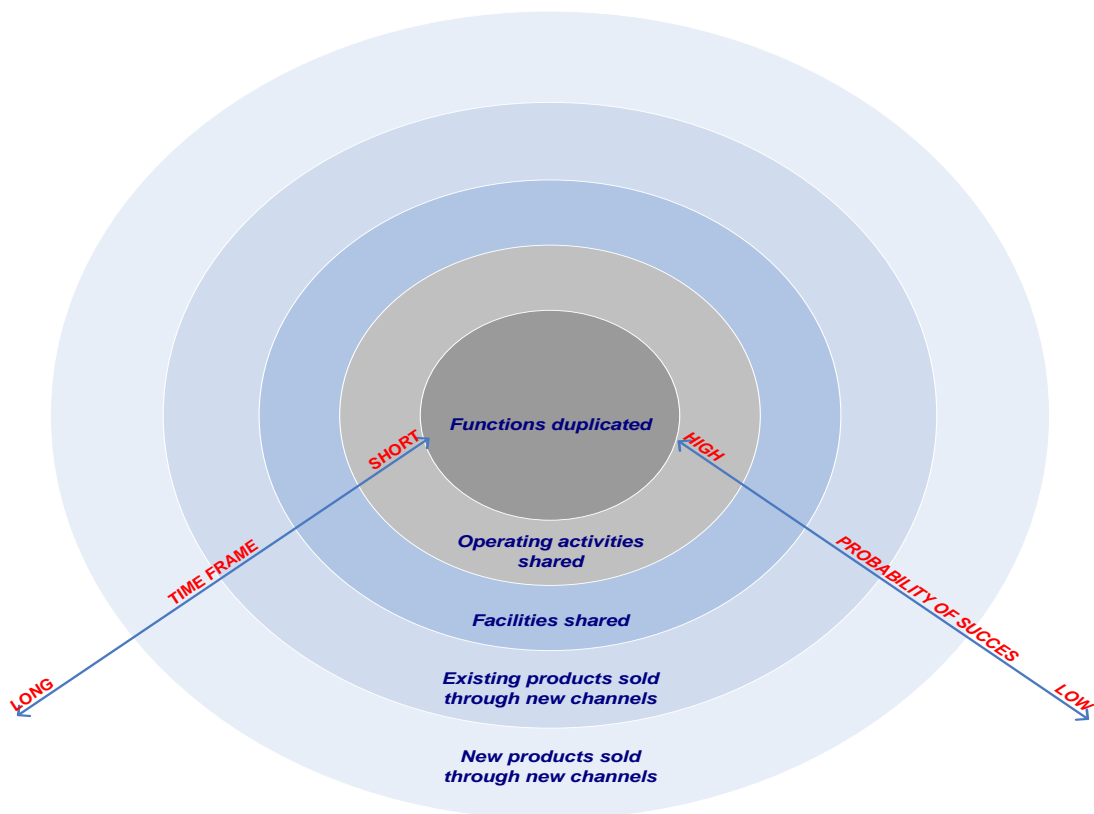 Functions duplicated
SHORT
HIGH
Operating activities
shared
TIME FRAME
PROBABILITY OF SUCCES
Facilities shared
LONG
LOW
Existing products sold
through new channels
New products sold
through new channels